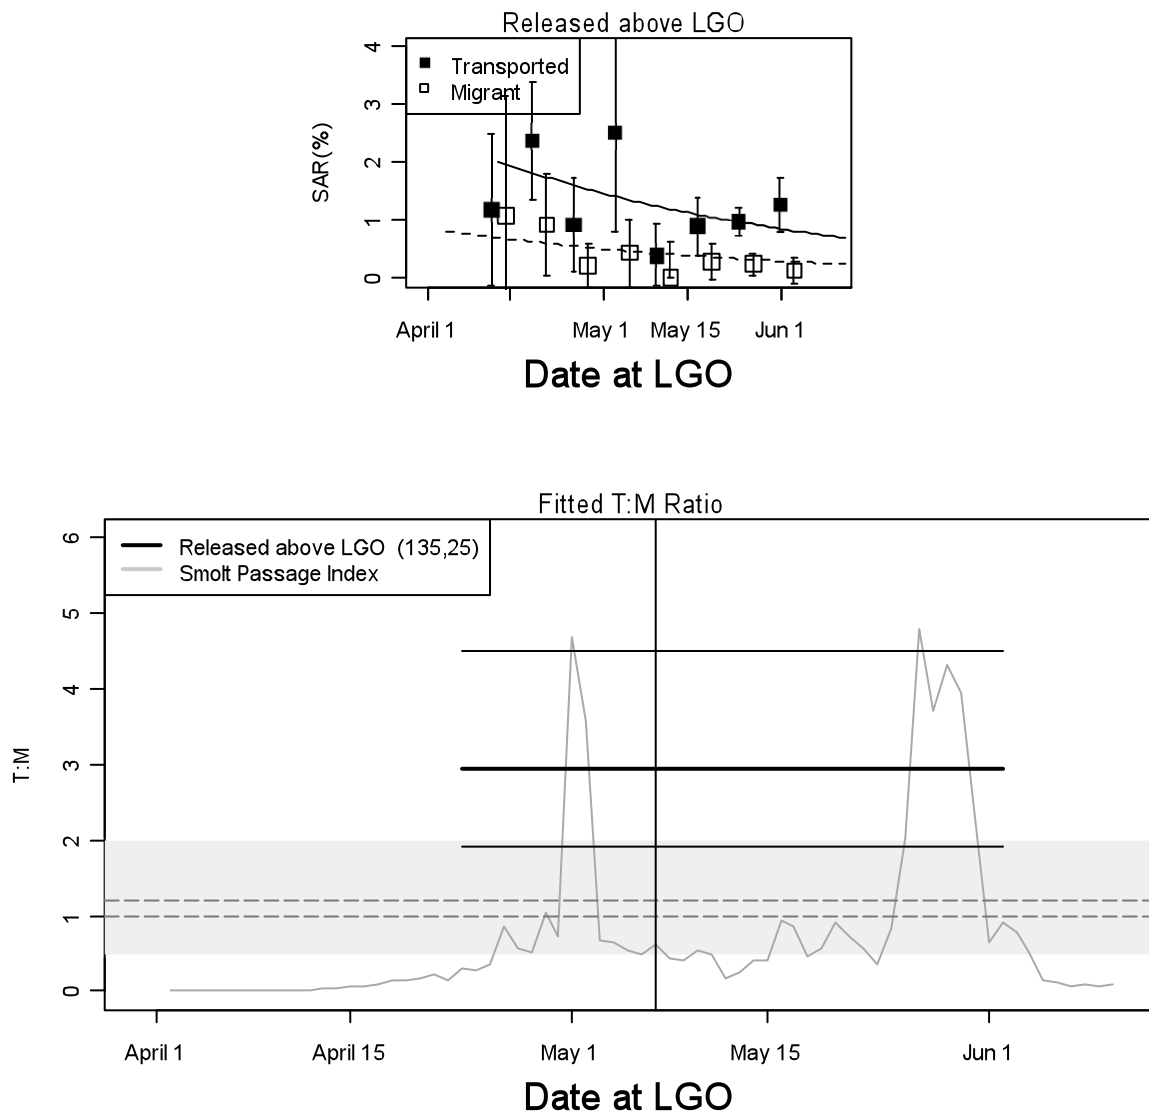 Released above LGO
Transported
Migrant
4
3
2
1
0
SAR(%)
April 1 May 1 May 15 Jun 1
Date at LGO
Fitted T:M Ratio
Released above LGO (135,25)
Smolt Passage Index
6
5
4
3
2
1
0
T:M
April 1 April 15 May 1 May 15 Jun 1
Date at LGO